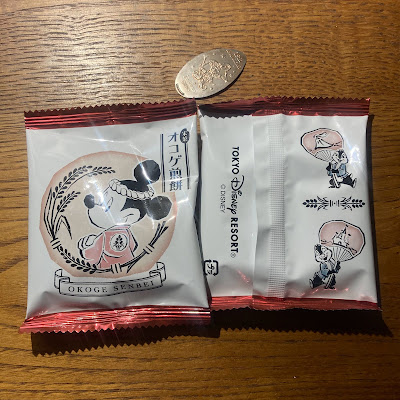 オコゲ煎餅
OKOGE SENBEI
TOKYO Disney RESORT®
© DISNEY